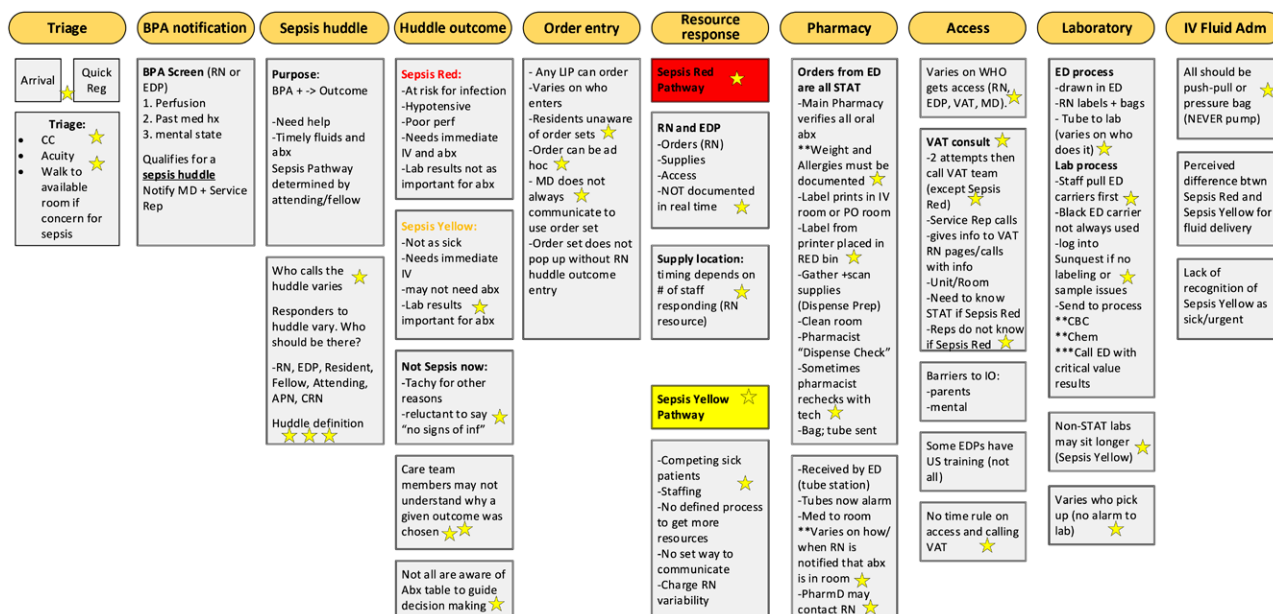 Triage
Arrival
Quick
Reg
Triage:
• CC
• Acuity
• Walk to
available
room if
concern for
sepsis
BPA notification
BPA Screen (RN or
EDP)
1. Perfusion
2. Past med hx
3. mental state
Qualifies for a
sepsis huddle
Notify MD + Service
Rep
Sepsis huddle
Purpose:
BPA + -> Outcome
-Need help
-Timely fluids and
abx
Sepsis Pathway
determined by
attending/fellow
Who calls the
huddle varies
Responders to
huddle vary. Who
should be there?
-RN, EDP, Resident,
Fellow, Attending,
APN, CRN
Huddle definition
Huddle outcome
Sepsis Red:
-At risk for infection
-Hypotensive
-Poor perf
-Needs immediate
IV and abx
-Lab results not as
important for abx
Sepsis Yellow:
-Not as sick
-Needs immediate
IV
-may not need abx
-Lab results
important for abx
Not Sepsis now:
-Tachy for other
reasons
-reluctant to say
“no signs of inf”
Care team
members may not
understand why a
given outcome was
chosen
Not all are aware of
Abx table to guide
decision making
Order entry
- Any LIP can order
- Varies on who
enters
- Residents unaware
of order sets
-Order can be ad
hoc
- MD does not
always
communicate to
use order set
-Order set does not
pop up without RN
huddle outcome
entry
Resource
response
Sepsis Red
Pathway
RN and EDP
-Orders (RN)
-Supplies
-Access
-NOT documented
in real time
Supply location:
timing depends on
# of staff
responding (RN
resource)
Sepsis Yellow
Pathway
-Competing sick
patients
-Staffing
-No defined process
to get more
resources
-No set way to
communicate
-Charge RN
variability
Pharmacy
Orders from ED
are all STAT
-Main Pharmacy
verifies all oral
abx
**Weight and
Allergies must be
documented
-Label prints in IV
room or PO room
-Label from
printer placed in
RED bin
-Gather +scan
supplies
(Dispense Prep)
-Clean room
-Pharmacist
“Dispense Check”
-Sometimes
pharmacist
rechecks with
tech
-Bag; tube sent
-Received by ED
(tube station)
-Tubes now alarm
-Med to room
**Varies on how/
when RN is
notified that abx
is in room
-PharmD may
contact RN
Access
Varies on WHO
gets access (RN,
EDP, VAT, MD).
VAT consult
-2 attempts then
call VAT team
(except Sepsis
Red)
-Service Rep calls
-gives info to VAT
RN pages/calls
with info
-Unit/Room
-Need to know
STAT if Sepsis Red
-Reps do not know
if Sepsis Red
Barriers to IO:
-parents
-mental
Some EDPs have
US training (not
all)
No time rule on
access and calling
VAT
Laboratory
ED process
-drawn in ED
-RN labels + bags
- Tube to lab
(varies on who
does it)
Lab process
-Staff pull ED
carriers first
-Black ED carrier
not always used
-log into
Sunquest if no
labeling or
sample issues
-Send to process
**CBC
**Chem
***Call ED with
critical value
results
Non-STAT labs
may sit longer
(Sepsis Yellow)
Varies who pick
up (no alarm to
lab)
IV Fluid Adm
All should be
push-pull or
pressure bag
(NEVER pump)
Perceived
difference btwn
Sepsis Red and
Sepsis Yellow for
fluid delivery
Lack of
recognition of
Sepsis Yellow as
sick/urgent